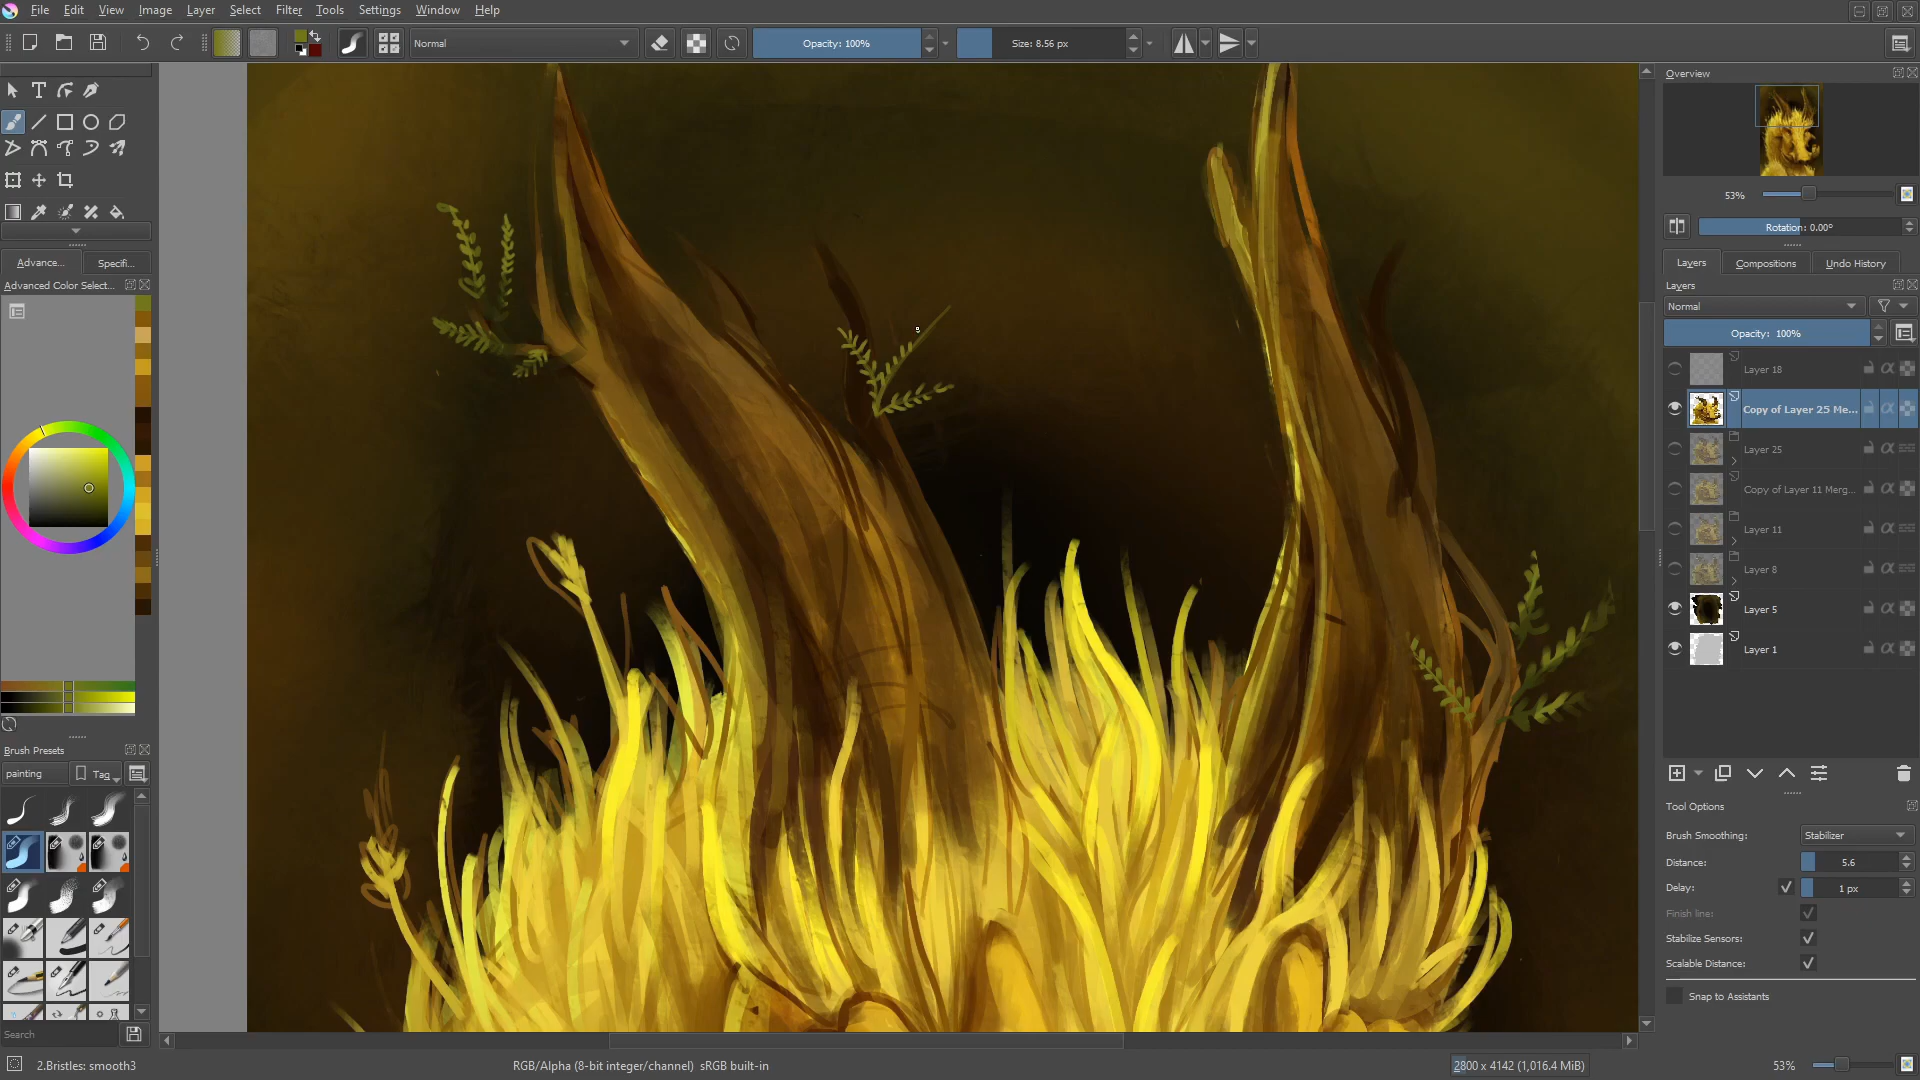 File Edit View Image Layer Select Filter Tools Settings Window Help
Normal
Opacity: 100%
Size: 8.56 px
Advance...
Specifi...
Advanced Color Select...
Brush Presets
painting
Tag
Search
2.Bristles: smooth3
RGB/Alpha (8-bit integer/channel) sRGB built-in
2800 x 4142 (1,016.4 MiB)
53%
Overview
53%
Rotation: 0.00°
Layers
Compositions
Undo History
Layers
Normal
Opacity: 100%
Layer 18
Copy of Layer 25 Me...
Layer 25
Copy of Layer 11 Merg...
Layer 11
Layer 8
Layer 5
Layer 1
Tool Options
Brush Smoothing:
Stabilizer
Distance:
5.6
Delay:
1 px
Finish line:
Stabilize Sensors:
Scalable Distance:
Snap to Assistants